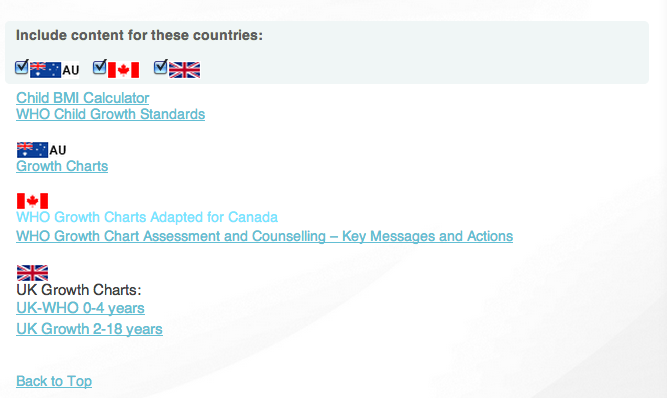 Include content for these countries:
AU
Child BMI Calculator
WHO Child Growth Standards
AU
Growth Charts
WHO Growth Charts Adapted for Canada
WHO Growth Chart Assessment and Counselling – Key Messages and Actions
UK Growth Charts:
UK-WHO 0-4 years
UK Growth 2-18 years
Back to Top